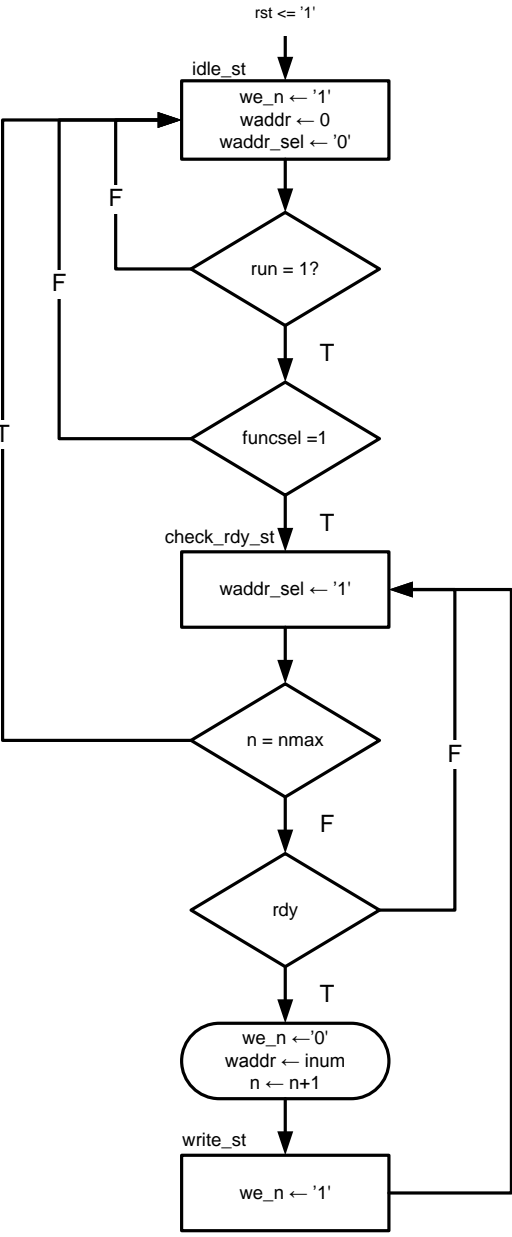 rst <= '1'
idle_st
we_n ← '1'
waddr ← 0
waddr_sel ← '0'
F
run = 1?
F
T
T
funcsel =1
T
check_rdy_st
waddr_sel ← '1'
n = nmax
F
F
rdy
T
we_n ←'0'
waddr ← inum
n ← n+1
write_st
we_n ← '1'